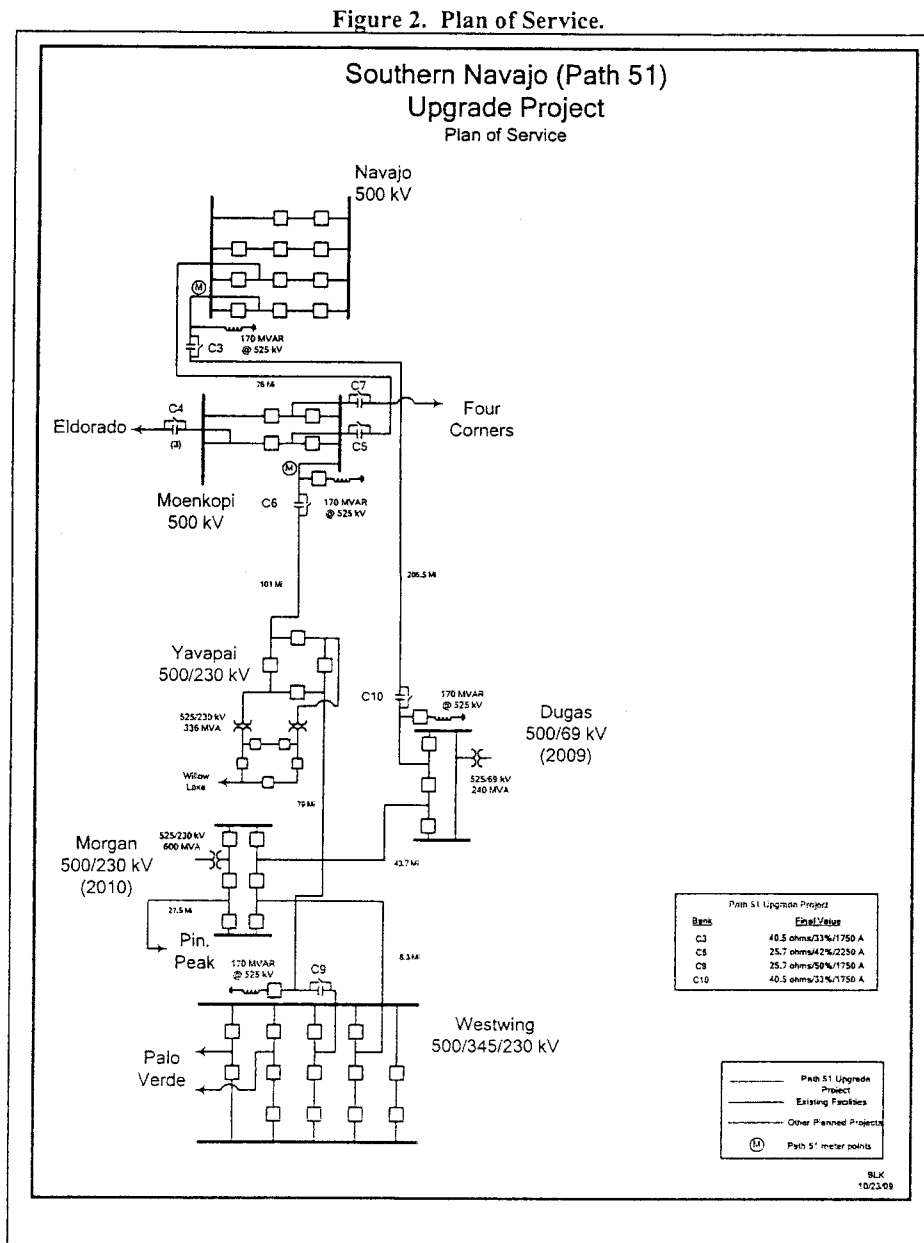 Figure 2. Plan of Service.
Southern Navajo (Path 51)
Upgrade Project
Plan of Service
Navajo
500 kV
M
170 MVAR
@ 525 kV
C3
76 Mi
C7
C4
Eldorado
(3)
Four
Corners
C5
M
Moenkopi
500 kV
C6
170 MVAR
@ 525 kV
101 Mi
206.5 Mi
Yavapai
500/230 kV
C10
170 MVAR
@ 525 kV
525/230 kV
336 MVA
Dugas
500/69 kV
(2009)
Willow
Lake
525/69 kV
240 MVA
79 Mi
Morgan
500/230 kV
(2010)
525/230 kV
600 MVA
43.7 Mi
27.5 Mi
Pin.
Peak
8.3 Mi
170 MVAR
@ 525 kV
C9
Westwing
500/345/230 kV
Palo
Verde
Path 51 Upgrade Project
Bank Final Value
C3 40.5 ohms/33%/1750 A
C5 25.7 ohms/42%/2250 A
C9 25.7 ohms/50%/1750 A
C10 40.5 ohms/33%/1750 A
Path 51 Upgrade
Project
Existing Facilities
Other Planned Projects
M Path 51 meter points
BLK
10/23/09